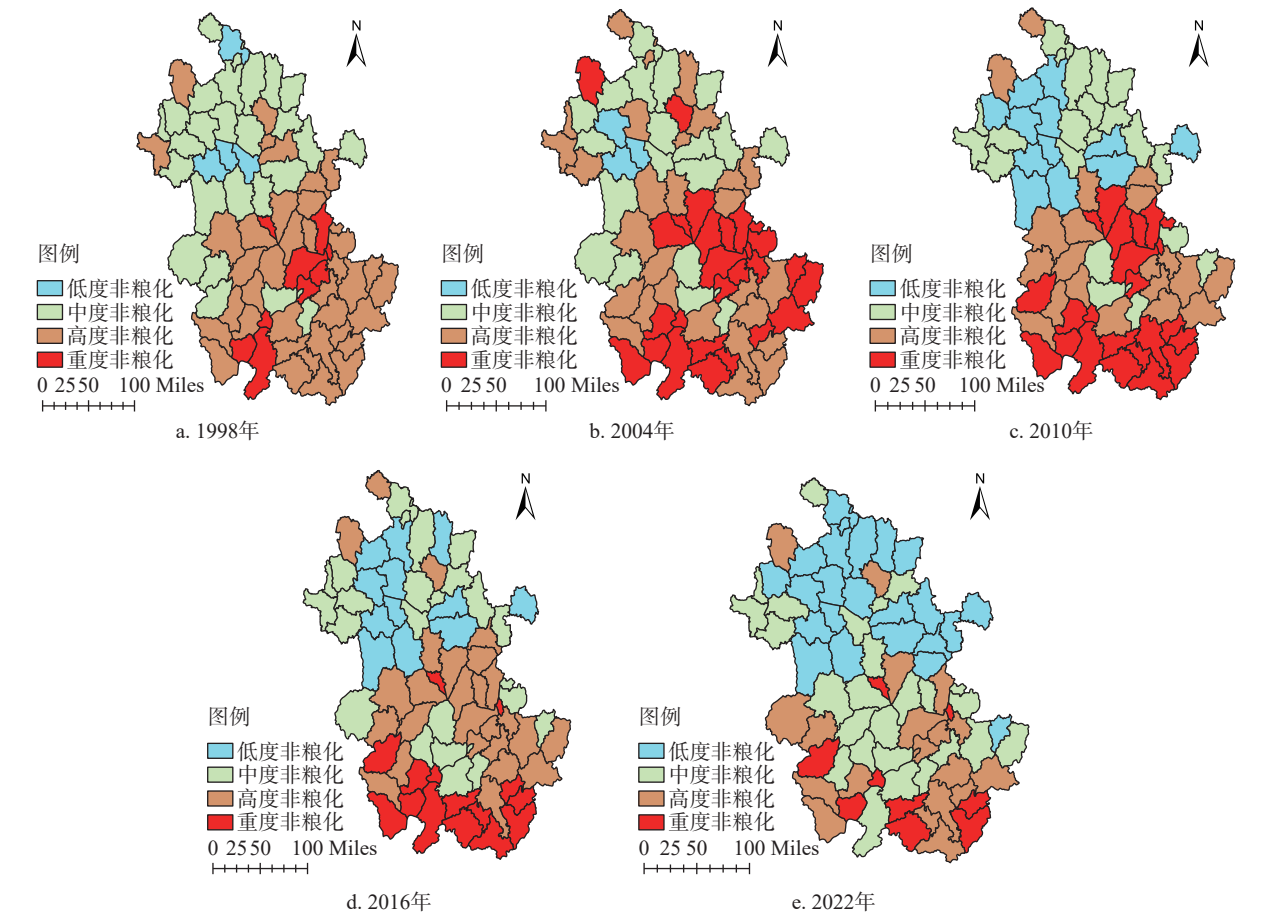 N
图例
低度非粮化
中度非粮化
高度非粮化
重度非粮化
0 2550 100 Miles
a. 1998年
N
图例
低度非粮化
中度非粮化
高度非粮化
重度非粮化
0 2550 100 Miles
b. 2004年
N
图例
低度非粮化
中度非粮化
高度非粮化
重度非粮化
0 25 50 100 Miles
c. 2010年
N
图例
低度非粮化
中度非粮化
高度非粮化
重度非粮化
0 25 50 100 Miles
d. 2016年
N
图例
低度非粮化
中度非粮化
高度非粮化
重度非粮化
0 25 50 100 Miles
e. 2022年